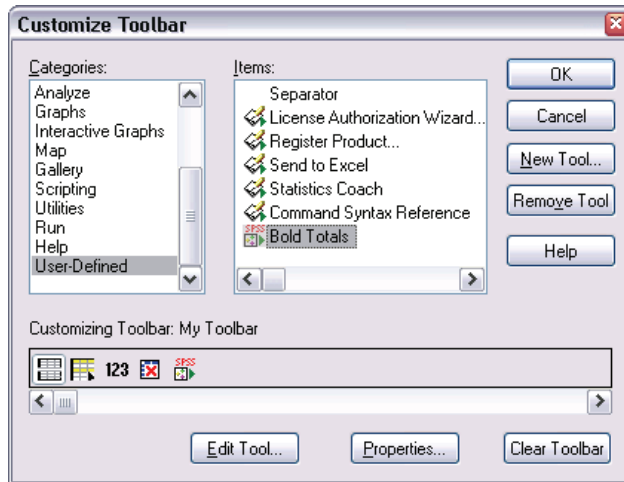 Customize Toolbar
Categories:
Analyze
Graphs
Interactive Graphs
Map
Gallery
Scripting
Utilities
Run
Help
User-Defined
Items:
Separator
License Authorization Wizard...
Register Product...
Send to Excel
Statistics Coach
Command Syntax Reference
SPSS Bold Totals
OK
Cancel
New Tool...
Remove Tool
Help
Customizing Toolbar: My Toolbar
123 SPSS
Edit Tool...
Properties...
Clear Toolbar